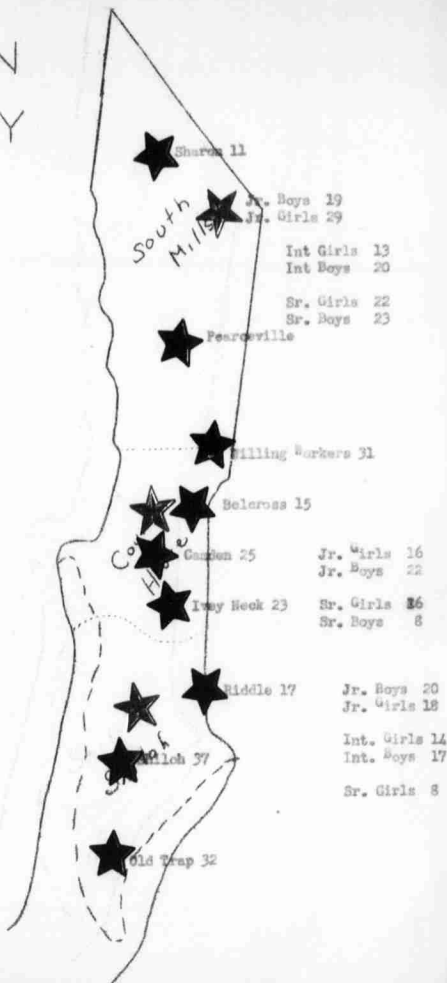 Sharon 11
Jr. Boys 19
Jr. Girls 29
South
Mills
Int Girls 13
Int Boys 20
Sr. Girls 22
Sr. Boys 23
Pearceville
Willing Workers 31
Belcross 15
Camden 25
Jr. Girls 16
Jr. Boys 22
Ivey Neck 23
Sr. Girls 16
Sr. Boys 8
Riddle 17
Jr. Boys 20
Jr. Girls 18
Int. Girls 14
Int. Boys 17
Shiloh 37
Sr. Girls 8
Old Trap 32